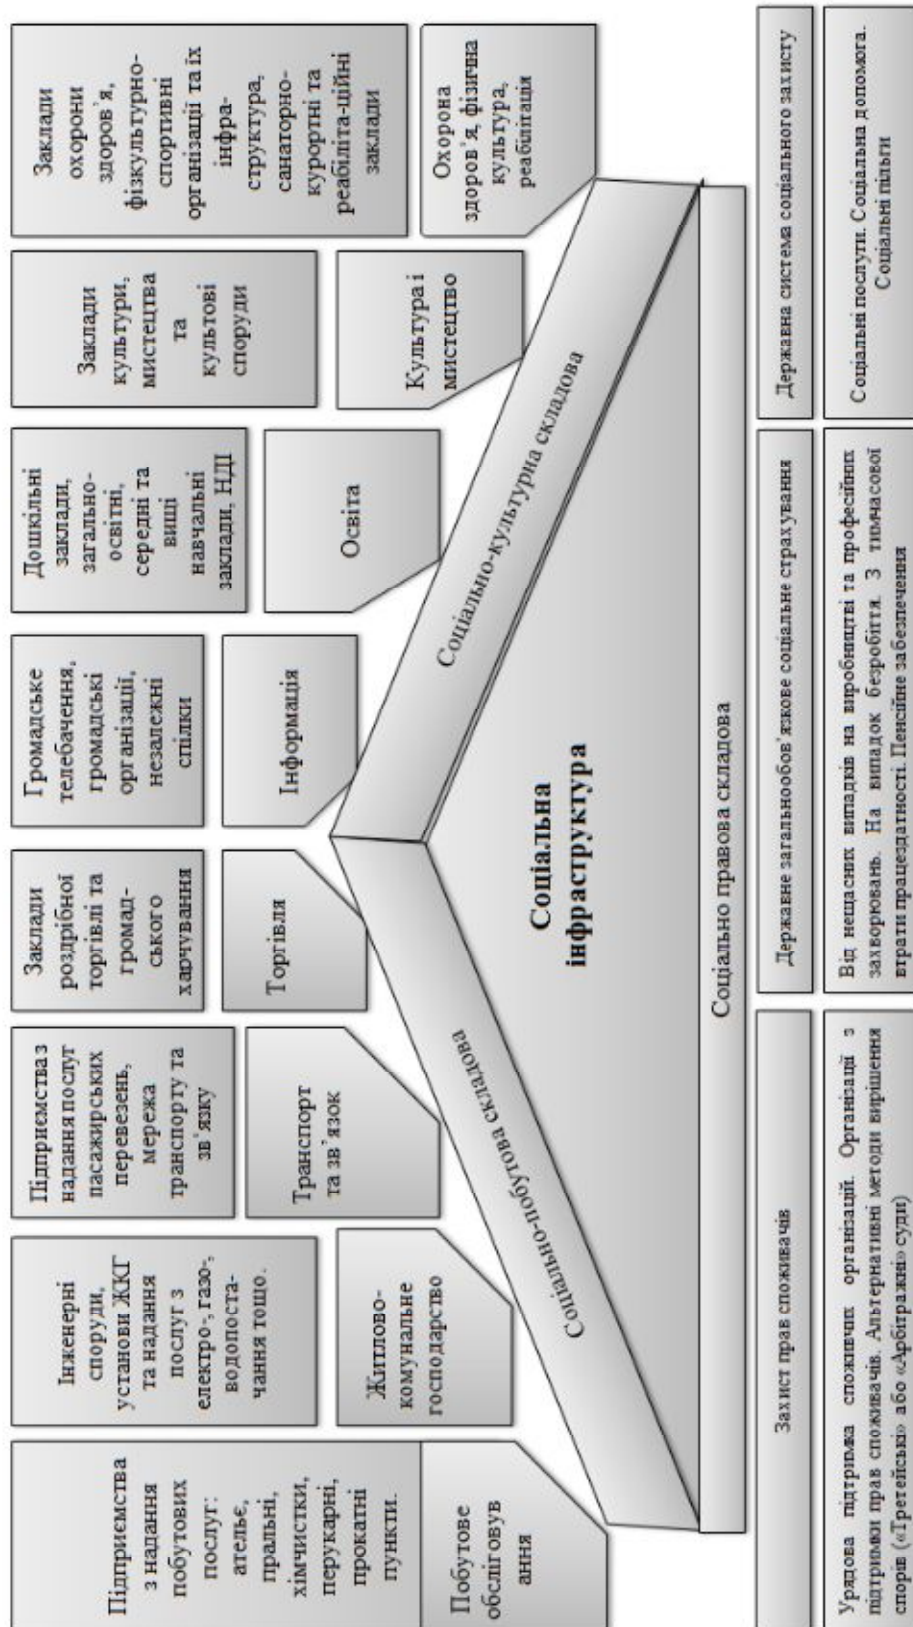 Підприємства
з надання
побутових
послуг:
ательє,
пральні,
хімчистки,
перукарні,
прокатні
пункти.
Інженерні
споруди,
установи ЖКГ
та надання
послуг з
електро-, газо-,
водопоста-
чання тощо.
Підприємства з
надання послуг
пасажирських
перевезень,
мережа
транспорту та
зв'язку
Заклади
роздрібної
торгівлі та
громад-
ського
харчування
Громадське
телебачення,
громадські
організації,
незалежні
спілки
Дошкільні
заклади,
загально-
освітні,
середні та
вищі
навчальні
заклади, НДІ
Заклади
культури,
мистецтва
та
культові
споруди
Заклади
охорони
здоров'я,
фізкультурно-
спортивні
організації та їх
інфра-
структура,
санаторно-
курортні та
реабіліта-ційні
заклади
Побутове
обсліговув
ання
Житлово-
комунальне
господарство
Транспорт
та зв'язок
Торгівля
Інформація
Освіта
Культура і
мистецтво
Охорона
здоров'я, фізична
культура,
реабілітація
Соціально-побутова складова
Соціально-культурна складова
Соціальна
інфраструктура
Соціально правова складова
Захист прав споживачів
Державне загальнообов'язкове соціальне страхування
Державна система соціального захисту
Урядова підтримка споживчих організацій. Організації з
підтримки прав споживачів. Альтернативні методи вирішення
спорів («Третейські» або «Арбітражні» суди)
Від нещасних випадків на виробництві та професійних
захворювань. На випадок безробіття. З тимчасової
втрати працездатності. Пенсійне забезпечення
Соціальні послуги. Соціальна допомога.
Соціальні пільги